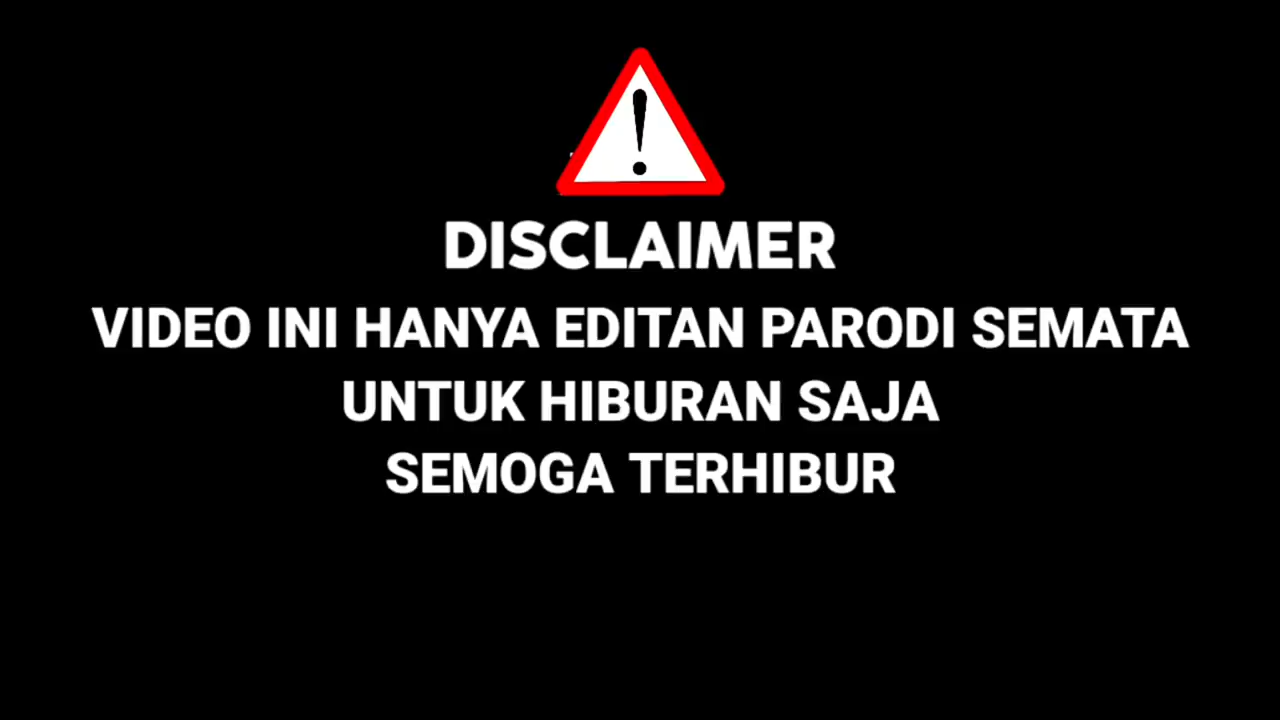 DISCLAIMER
VIDEO INI HANYA EDITAN PARODI SEMATA
UNTUK HIBURAN SAJA
SEMOGA TERHIBUR